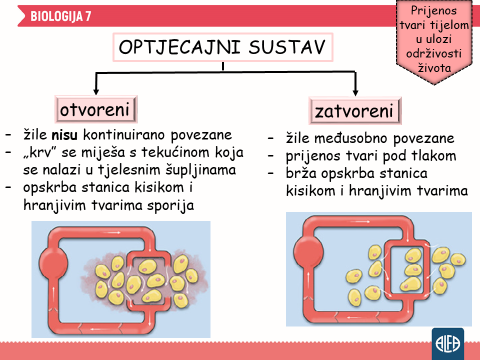 BIOLOGIJA 7
Prijenos
tvari tijelom
u ulozi
održivosti
života
OPTJECAJNI SUSTAV
otvoreni
- žile nisu kontinuirano povezane
- „krv” se miješa s tekućinom koja
se nalazi u tjelesnim šupljinama
- opskrba stanica kisikom i
hranjivim tvarima sporija
zatvoreni
- žile međusobno povezane
- prijenos tvari pod tlakom
- brža opskrba stanica
kisikom i hranjivim tvarima
ALFA